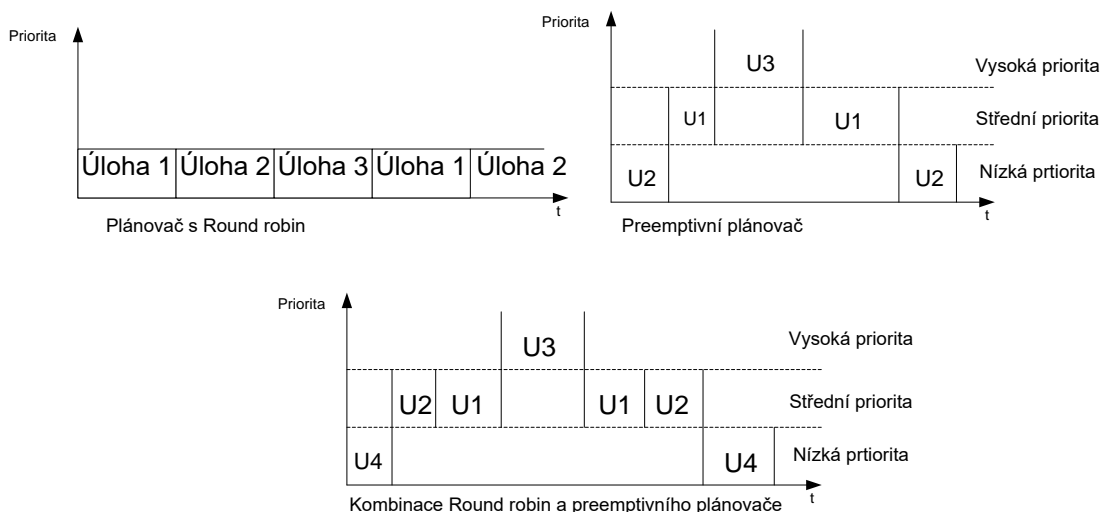 Priorita
Úloha 1 Úloha 2 Úloha 3 Úloha 1 Úloha 2
t
Plánovač s Round robin
Priorita
U3
Vysoká priorita
U1 U1
Střední priorita
U2 U2
Nízká prtiorita
t
Preemptivní plánovač
Priorita
U3
Vysoká priorita
U2 U1 U1 U2
Střední priorita
U4 U4
Nízká prtiorita
t
Kombinace Round robin a preemptivního plánovače